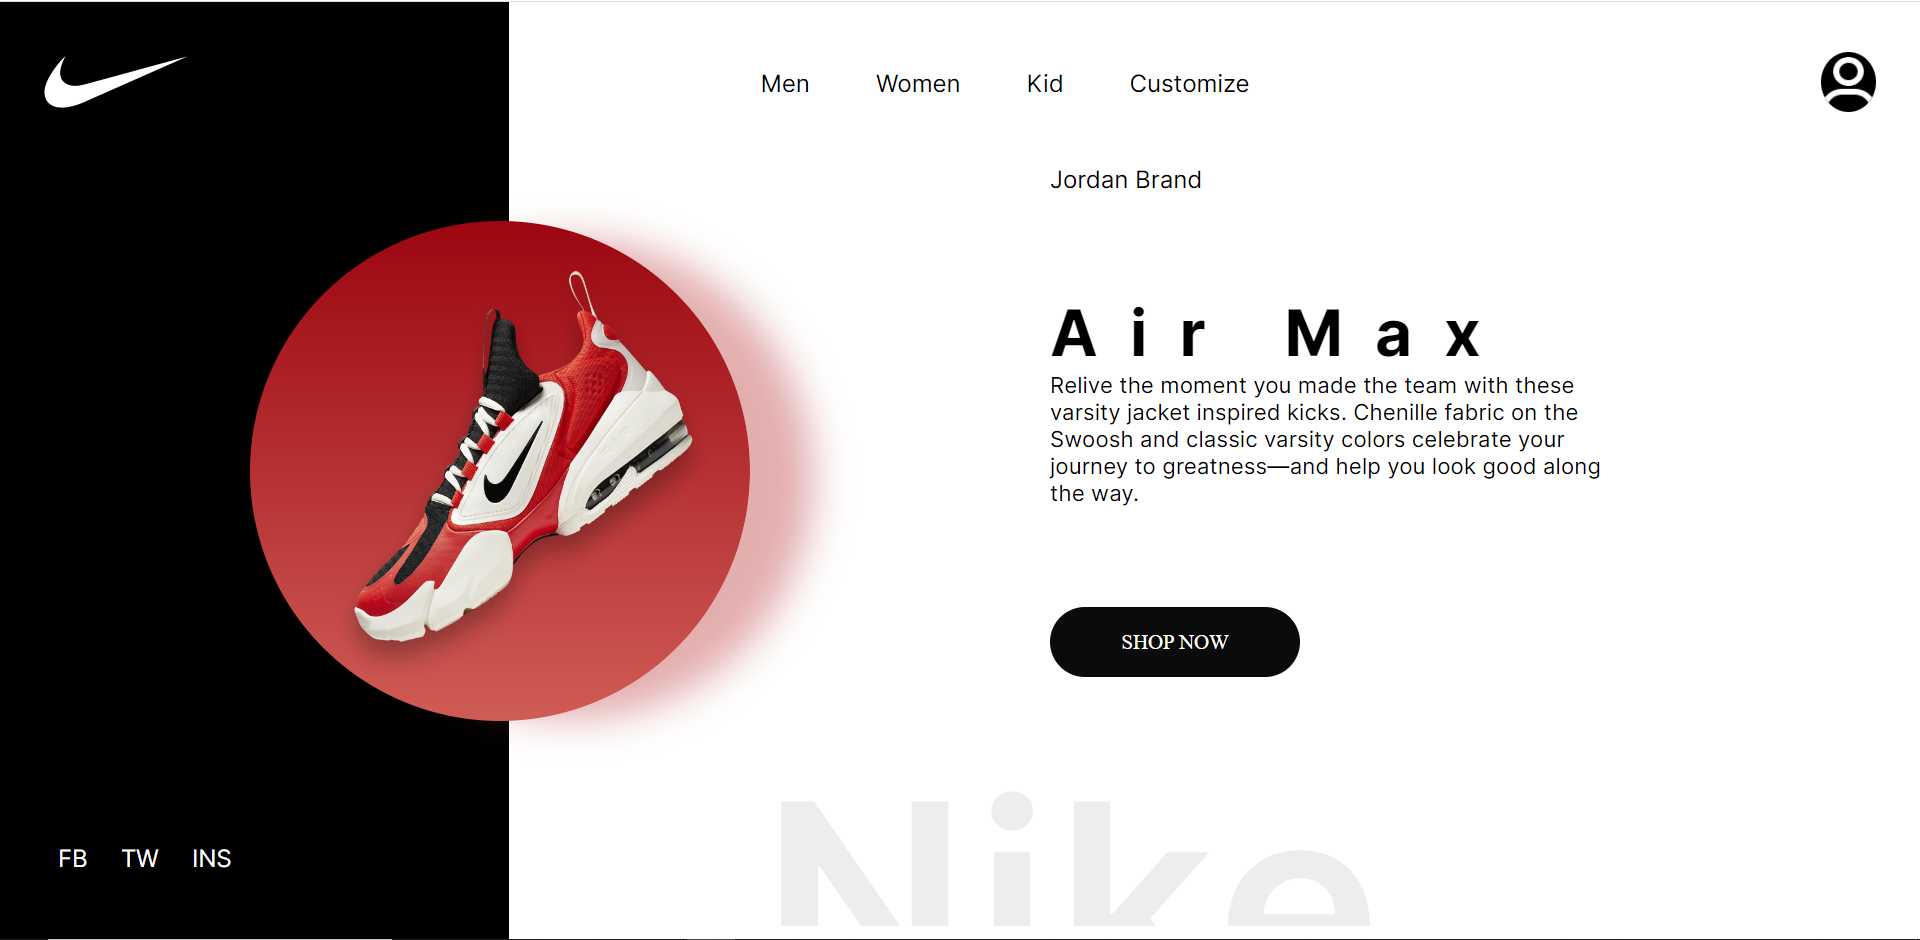 Men Women Kid Customize
Jordan Brand
Air Max
Relive the moment you made the team with these
varsity jacket inspired kicks. Chenille fabric on the
Swoosh and classic varsity colors celebrate your
journey to greatness—and help you look good along
the way.
SHOP NOW
Nike
FB TW INS